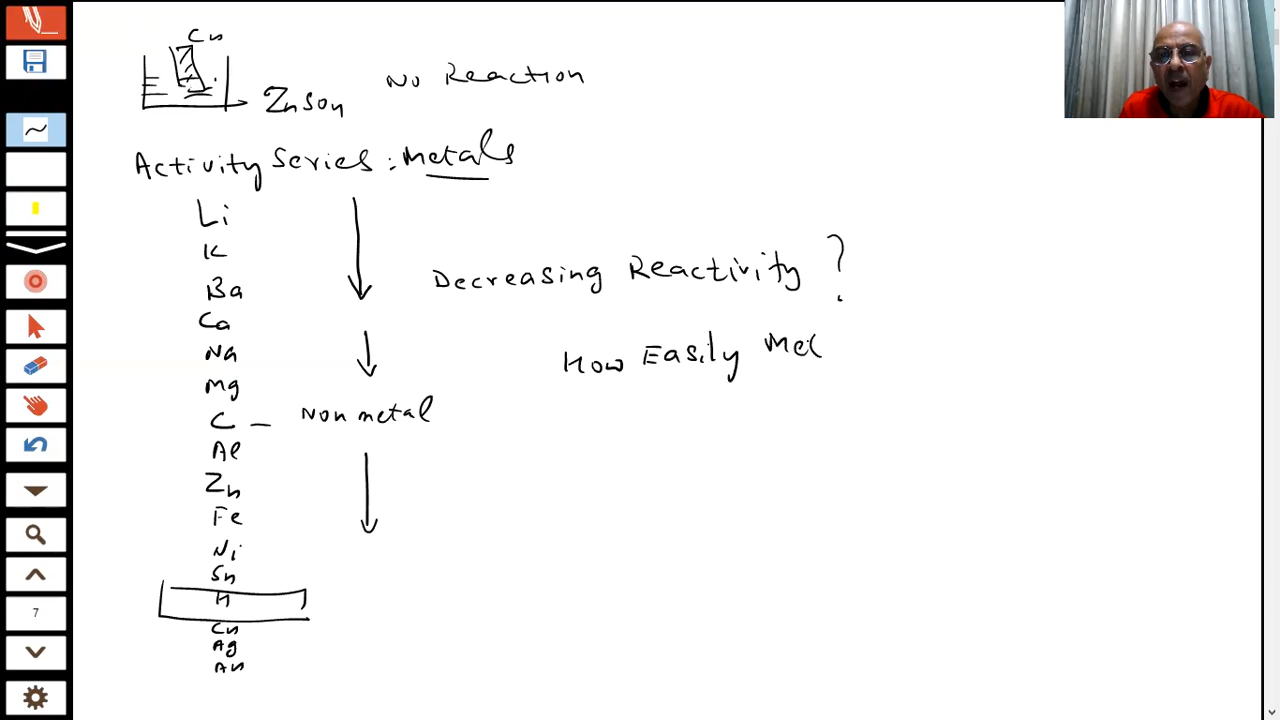 Cu
ZnSO4
No Reaction
Activity Series : Metals
Li
K
Ba
Ca
Na
Mg
C — Non metal
Al
Zn
Fe
Ni
Sn
H
Cu
Ag
Au
Decreasing Reactivity ?
How Easily Met
7